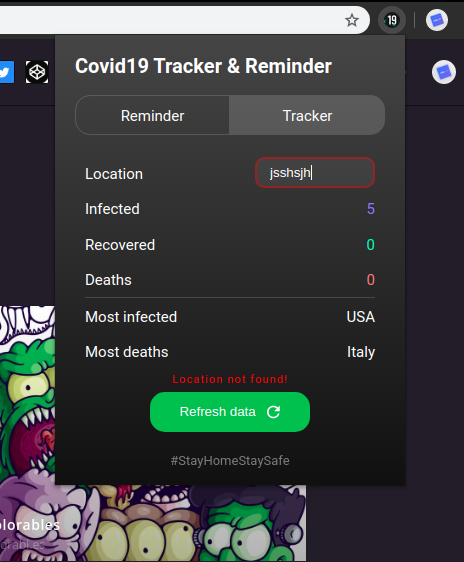 19
Covid19 Tracker & Reminder
Reminder Tracker
Location jsshsjh
Infected 5
Recovered 0
Deaths 0
Most infected USA
Most deaths Italy
Location not found!
Refresh data
#StayHomeStaySafe